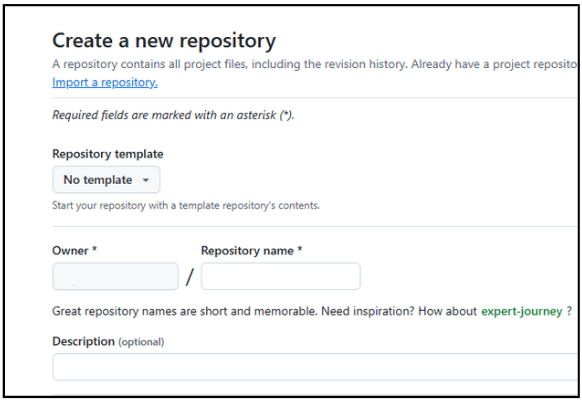 Create a new repository
A repository contains all project files, including the revision history. Already have a project
Import a repository.
Required fields are marked with an asterisk (*).
Repository template
No template
Start your repository with a template repository's contents.
Owner * Repository name *
/
Great repository names are short and memorable. Need inspiration? How about expert-journey ?
Description (optional)